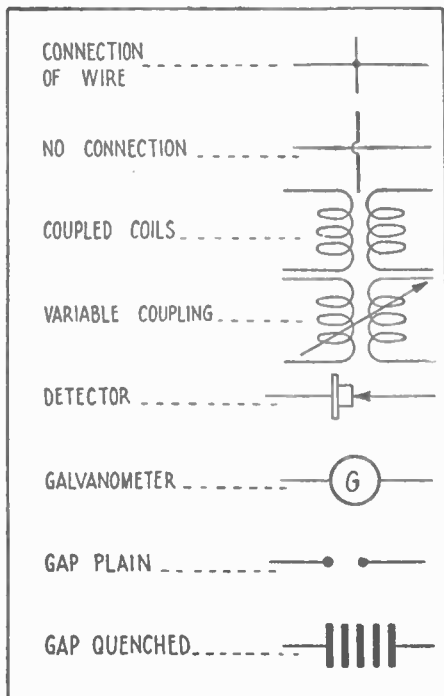 CONNECTION
OF WIRE
NO CONNECTION
COUPLED COILS
VARIABLE COUPLING
DETECTOR
GALVANOMETER
G
GAP PLAIN
GAP QUENCHED